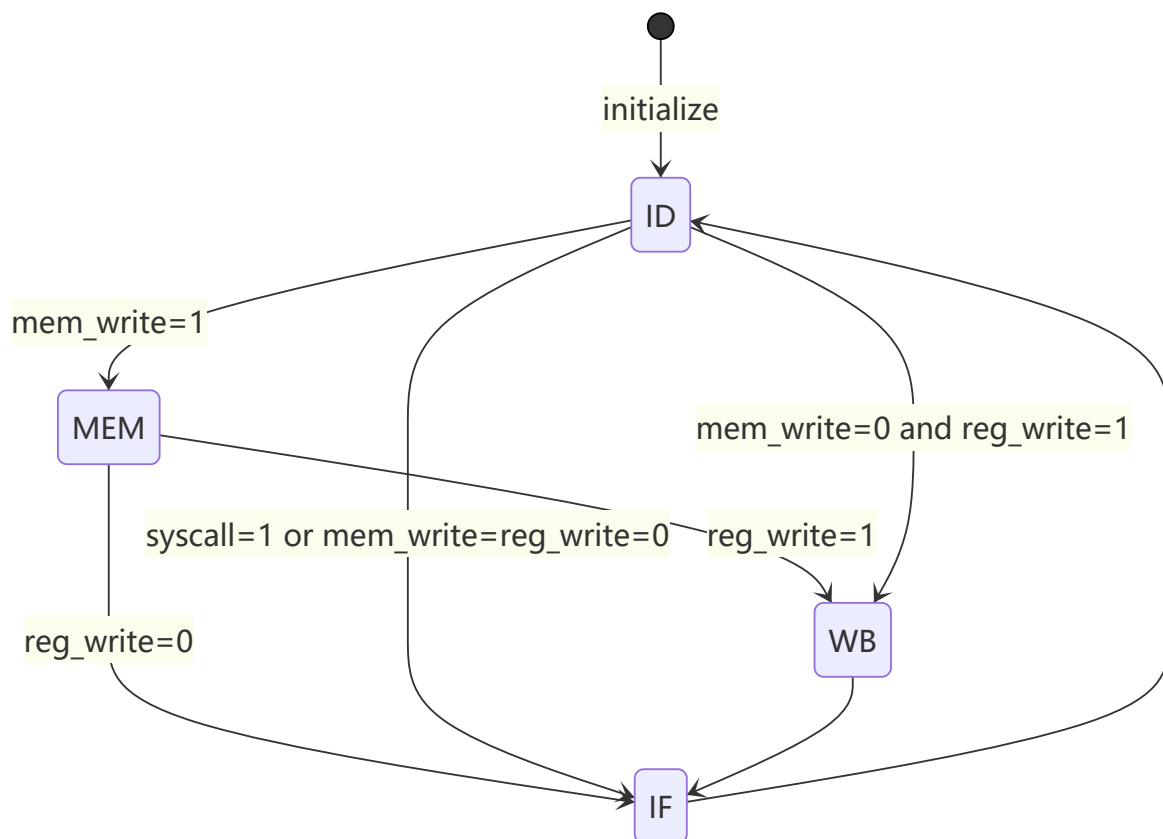 initialize
ID
mem_write=1
MEM
mem_write=0 and reg_write=1
syscall=1 or mem_write=reg_write=0
reg_write=1
reg_write=0
WB
IF